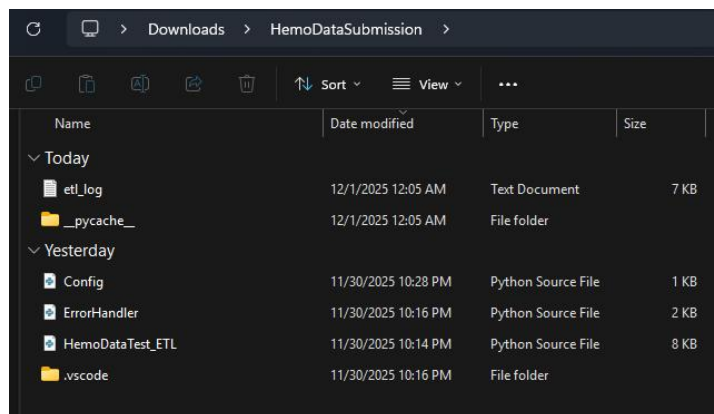 Downloads > HemoDataSubmission >
Sort View ...
Name Date modified Type Size
Today
etl_log 12/1/2025 12:05 AM Text Document 7 KB
__pycache__ 12/1/2025 12:05 AM File folder
Yesterday
Config 11/30/2025 10:28 PM Python Source File 1 KB
ErrorHandler 11/30/2025 10:16 PM Python Source File 2 KB
HemoDataTest_ETL 11/30/2025 10:14 PM Python Source File 8 KB
.vscode 11/30/2025 10:16 PM File folder